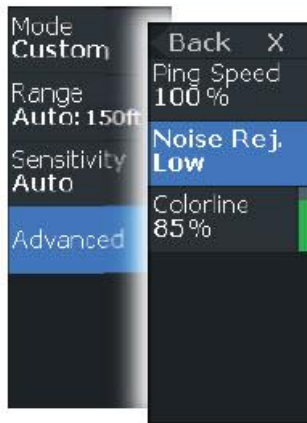 Mode
Custom
Range
Auto: 150ft
Sensitivity
Auto
Advanced
Back X
Ping Speed
100 %
Noise Rej.
Low
Colorline
85 %